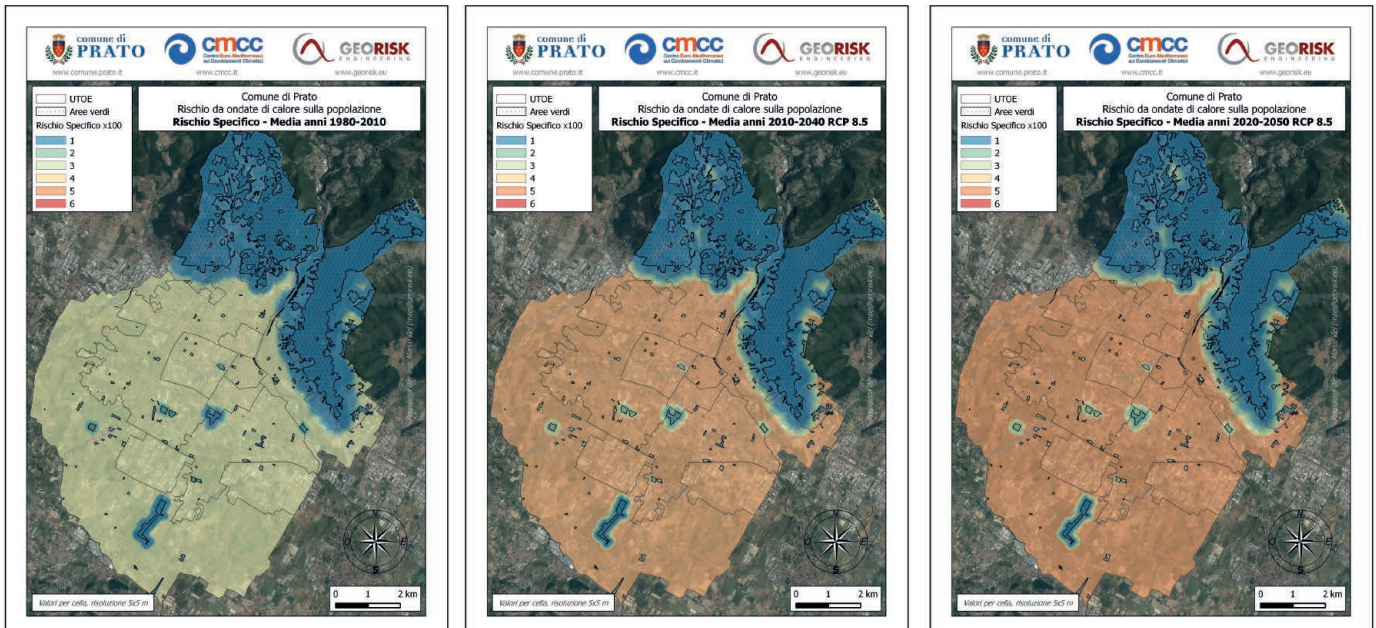 comune di
PRATO
www.comune.prato.it
cmcc
Centro Euro-Mediterraneo
sui Cambiamenti Climatici
www.cmcc.it
GEORISK
ENGINEERING
www.georisk.eu
UTOE
Aree verdi
Rischio Specifico x100
1
2
3
4
5
6
Comune di Prato
Rischio da ondate di calore sulla popolazione
Rischio Specifico - Media anni 1980-2010
N
E
S
O
0 1 2 km
Valori per cella, risoluzione 5x5 m
comune di
PRATO
www.comune.prato.it
cmcc
Centro Euro-Mediterraneo
sui Cambiamenti Climatici
www.cmcc.it
GEORISK
ENGINEERING
www.georisk.eu
UTOE
Aree verdi
Rischio Specifico x100
1
2
3
4
5
6
Comune di Prato
Rischio da ondate di calore sulla popolazione
Rischio Specifico - Media anni 2010-2040 RCP 8.5
N
E
S
O
0 1 2 km
Valori per cella, risoluzione 5x5 m
comune di
PRATO
www.comune.prato.it
cmcc
Centro Euro-Mediterraneo
sui Cambiamenti Climatici
www.cmcc.it
GEORISK
ENGINEERING
www.georisk.eu
UTOE
Aree verdi
Rischio Specifico x100
1
2
3
4
5
6
Comune di Prato
Rischio da ondate di calore sulla popolazione
Rischio Specifico - Media anni 2020-2050 RCP 8.5
N
E
S
O
0 1 2 km
Valori per cella, risoluzione 5x5 m